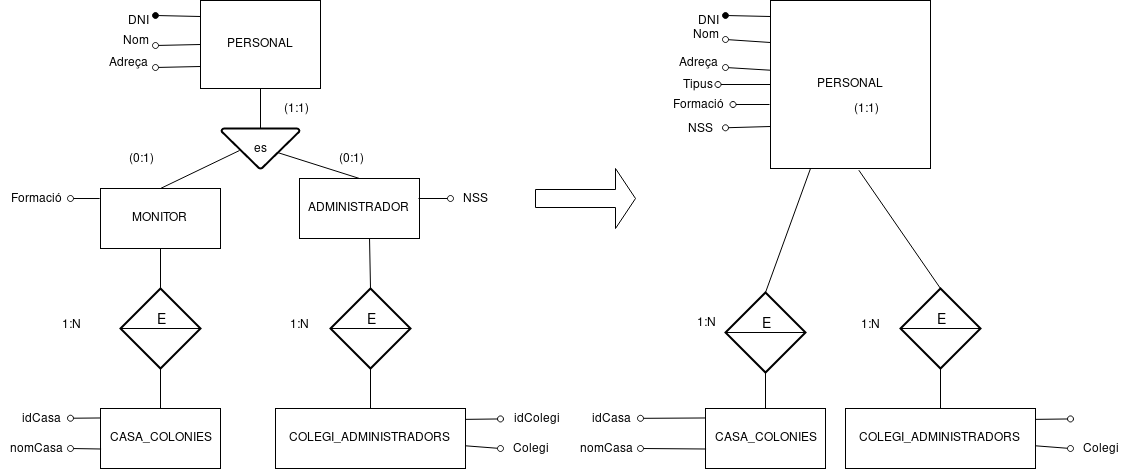 DNI
Nom
Adreça
PERSONAL
(1:1)
es
(0:1)
(0:1)
Formació
MONITOR
ADMINISTRADOR
NSS
1:N
E
1:N
E
idCasa
nomCasa
CASA_COLONIES
COLEGI_ADMINISTRADORS
idColegi
Colegi
DNI
Nom
Adreça
Tipus
Formació
NSS
PERSONAL
(1:1)
1:N
E
1:N
E
idCasa
nomCasa
CASA_COLONIES
COLEGI_ADMINISTRADORS
Colegi